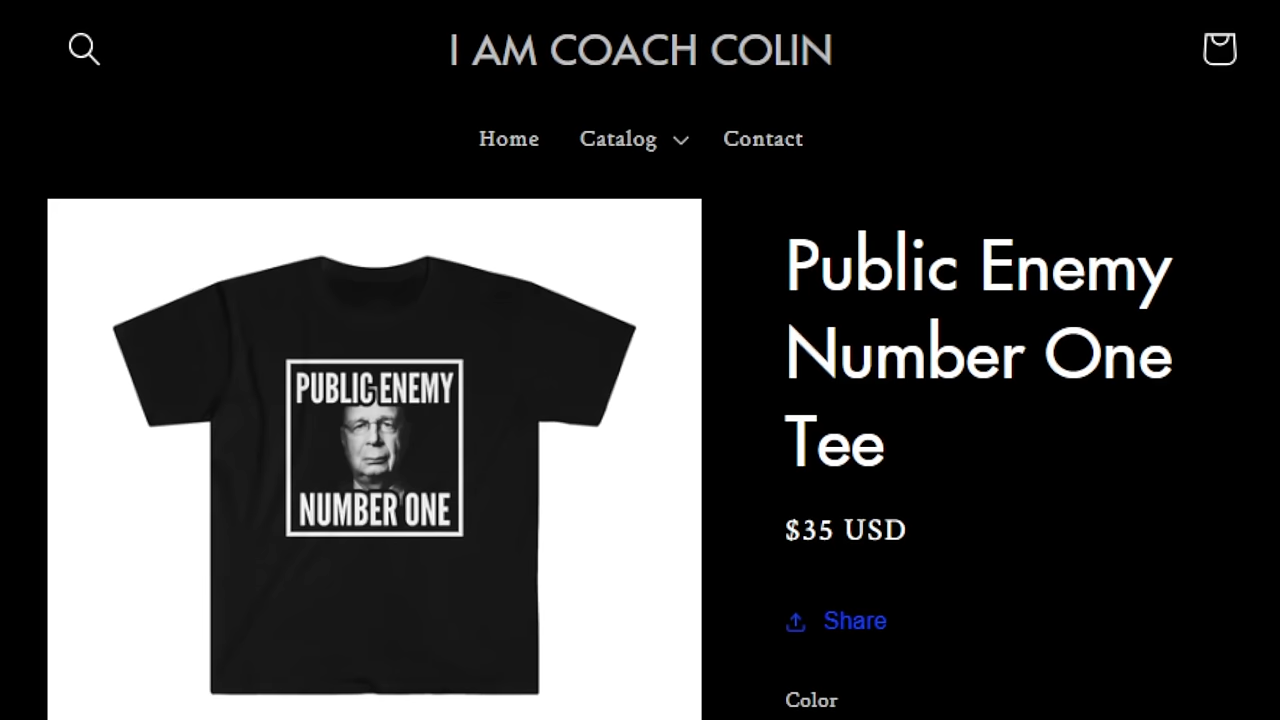 I AM COACH COLIN
Home Catalog Contact
PUBLIC ENEMY
NUMBER ONE
Public Enemy
Number One
Tee
$35 USD
Share
Color